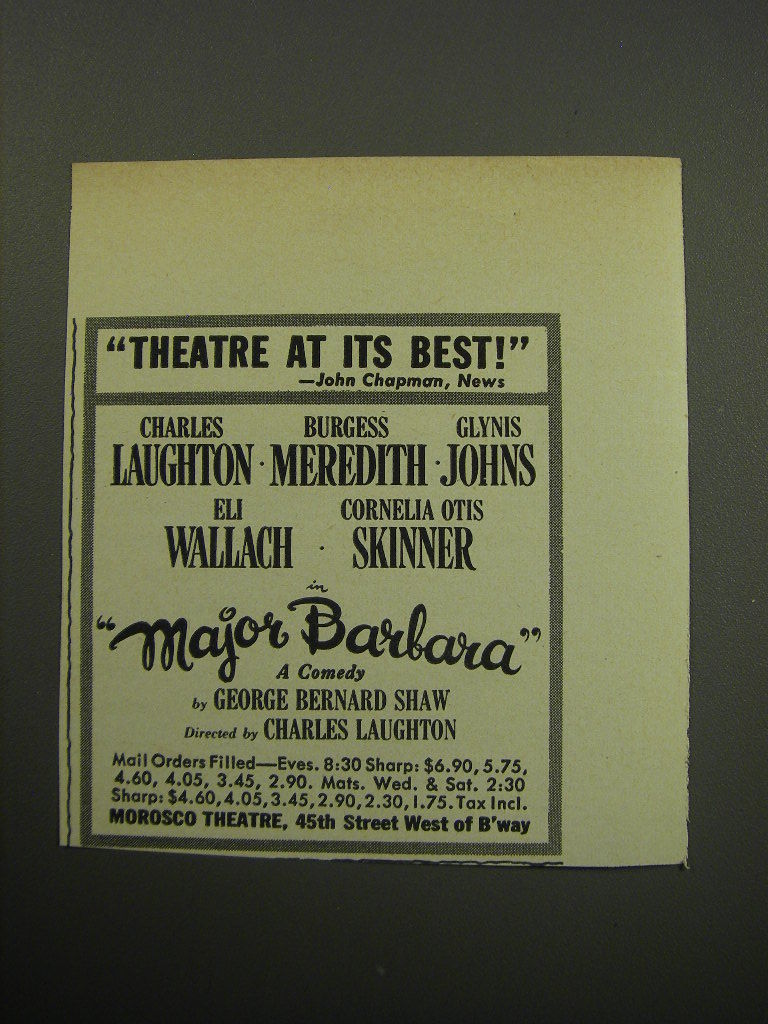 “THEATRE AT ITS BEST!”
—John Chapman, News
CHARLES BURGESS GLYNIS
LAUGHTON · MEREDITH · JOHNS
ELI CORNELIA OTIS
WALLACH · SKINNER
in
“Major Barbara”
A Comedy
by GEORGE BERNARD SHAW
Directed by CHARLES LAUGHTON
Mail Orders Filled—Eves. 8:30 Sharp: $6.90, 5.75,
4.60, 4.05, 3.45, 2.90. Mats. Wed. & Sat. 2:30
Sharp: $4.60, 4.05, 3.45, 2.90, 2.30, 1.75. Tax Incl.
MOROSCO THEATRE, 45th Street West of B'way